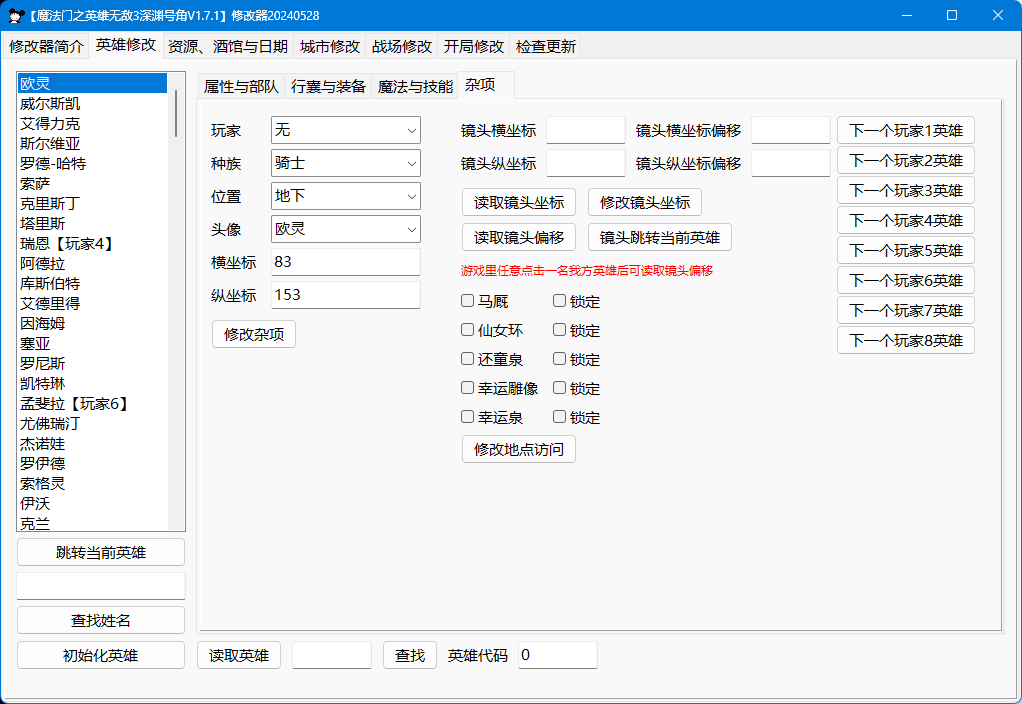 【魔法门之英雄无敌3深渊号角V1.7.1】修改器20240528
修改器简介 英雄修改 资源、酒馆与日期 城市修改 战场修改 开局修改 检查更新
欧灵
威尔斯凯
艾得力克
斯尔维亚
罗德-哈特
索萨
克里斯丁
塔里斯
瑞恩【玩家4】
阿德拉
库斯伯特
艾德里得
因海姆
塞亚
罗尼斯
凯特琳
孟斐拉【玩家6】
尤佛瑞汀
杰诺娃
罗伊德
索格灵
伊沃
克兰
跳转当前英雄
查找姓名
初始化英雄
属性与部队 行囊与装备 魔法与技能 杂项
玩家 无
种族 骑士
位置 地下
头像 欧灵
横坐标 83
纵坐标 153
修改杂项
镜头横坐标 镜头横坐标偏移
镜头纵坐标 镜头纵坐标偏移
读取镜头坐标 修改镜头坐标
读取镜头偏移 镜头跳转当前英雄
游戏里任意点击一名我方英雄后可读取镜头偏移
马厩 锁定
仙女环 锁定
还童泉 锁定
幸运雕像 锁定
幸运泉 锁定
修改地点访问
下一个玩家1英雄
下一个玩家2英雄
下一个玩家3英雄
下一个玩家4英雄
下一个玩家5英雄
下一个玩家6英雄
下一个玩家7英雄
下一个玩家8英雄
读取英雄 查找 英雄代码 0